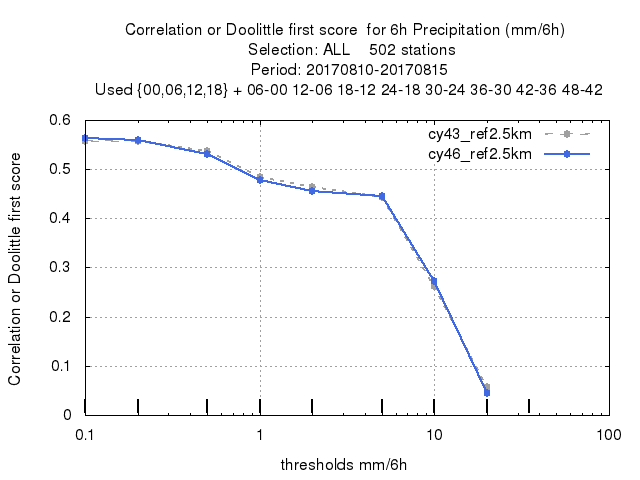 Correlation or Doolittle first score  for 6h Precipitation (mm/6h)
Selection: ALL    502 stations
Period: 20170810-20170815
Used {00,06,12,18} + 06-00 12-06 18-12 24-18 30-24 36-30 42-36 48-42
cy43_ref2.5km
cy46_ref2.5km
Correlation or Doolittle first score
0.6
0.5
0.4
0.3
0.2
0.1
0
0.1 1 10 100
thresholds mm/6h